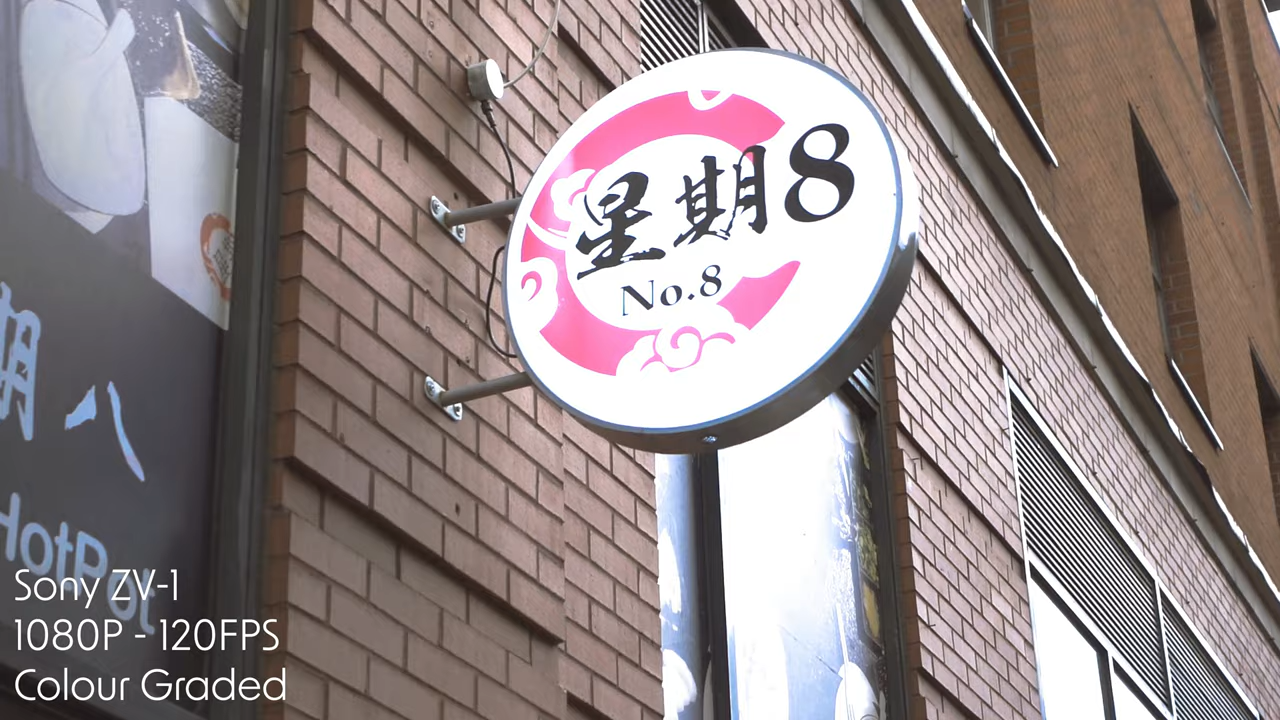 星期8
No.8
期八
HotPot
Sony ZV-1
1080P - 120FPS
Colour Graded